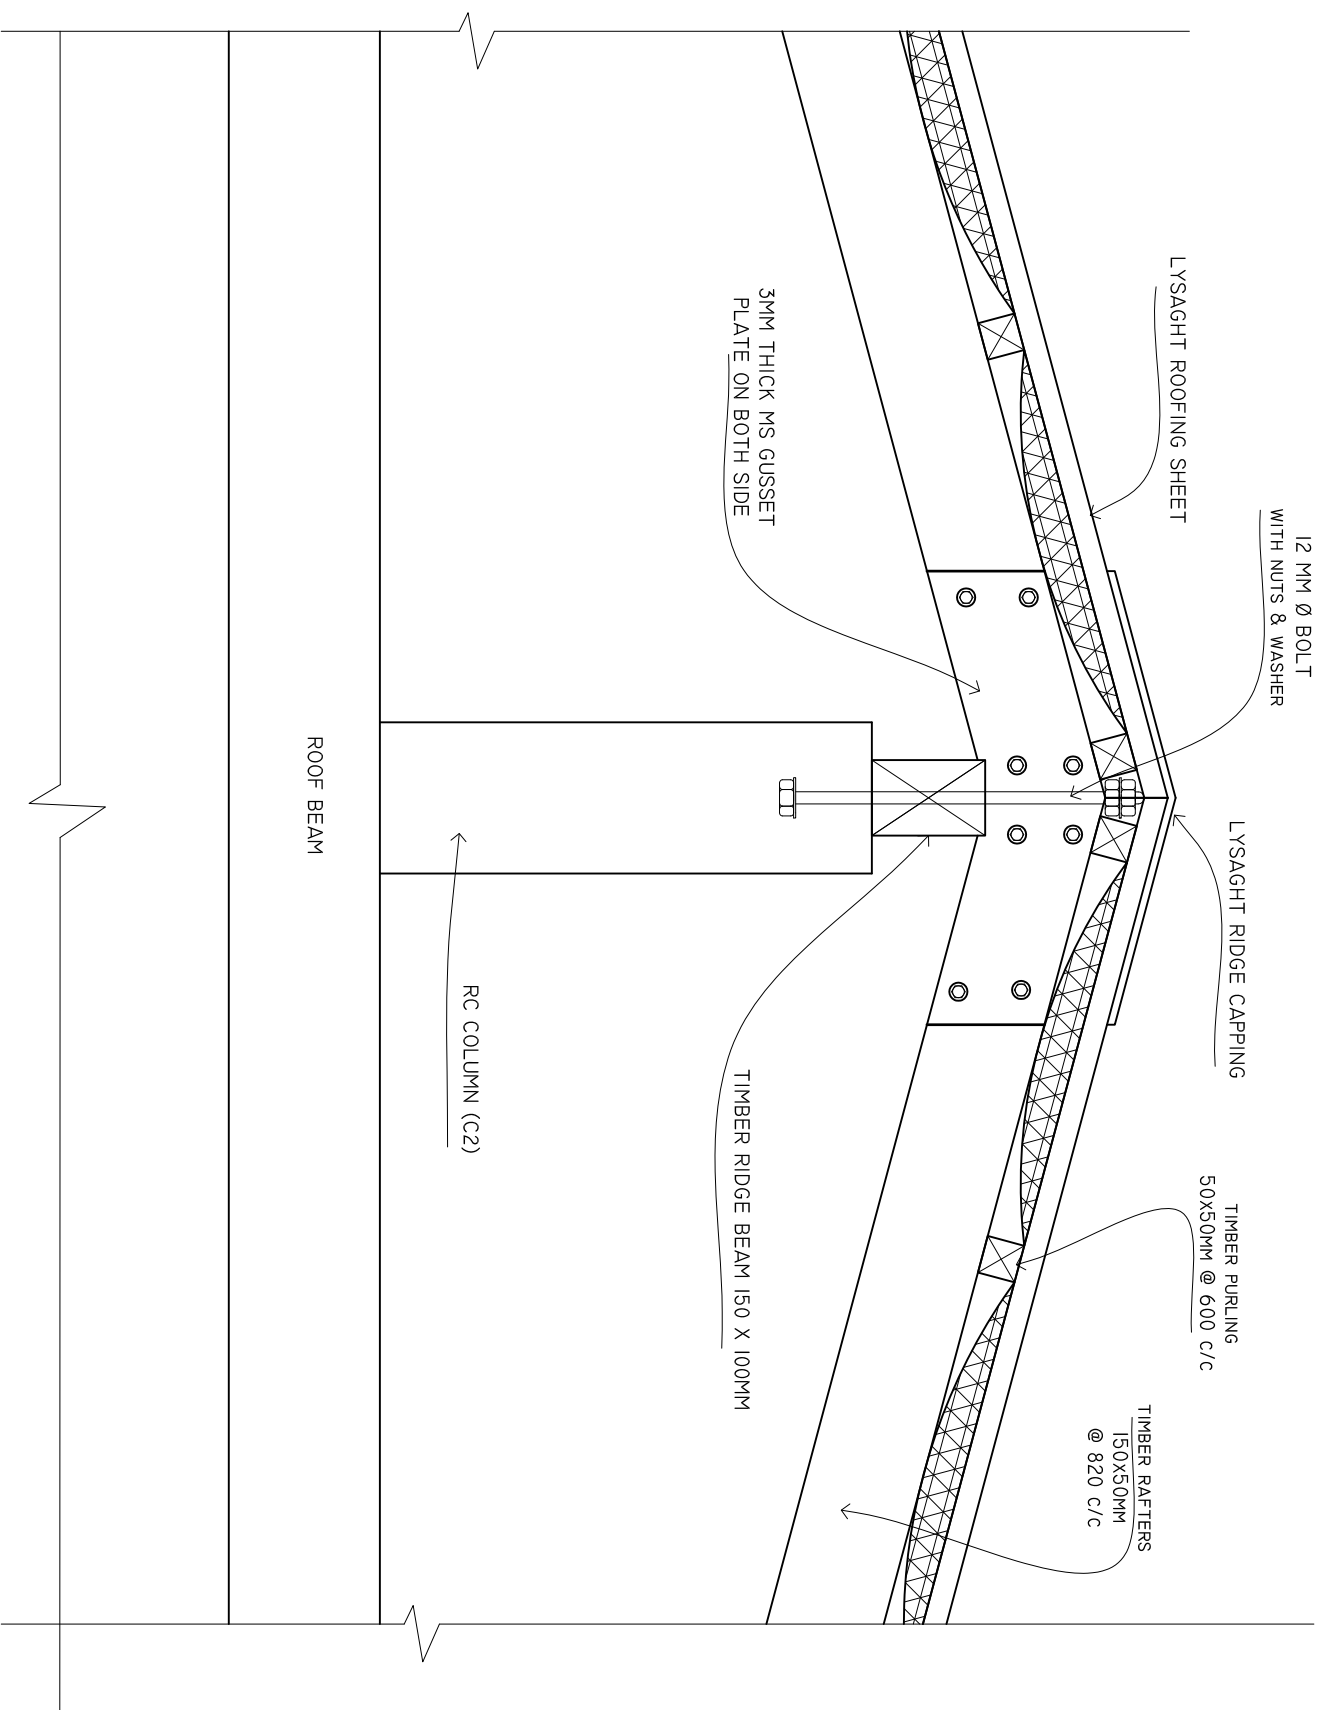 12 MM Ø BOLT
WITH NUTS & WASHER
LYSAGHT ROOFING SHEET
LYSAGHT RIDGE CAPPING
TIMBER PURLING
50x50MM @ 600 C/C
TIMBER RAFTERS
150x50MM
@ 820 C/C
3MM THICK MS GUSSET
PLATE ON BOTH SIDE
TIMBER RIDGE BEAM 150 X 100MM
RC COLUMN (C2)
ROOF BEAM